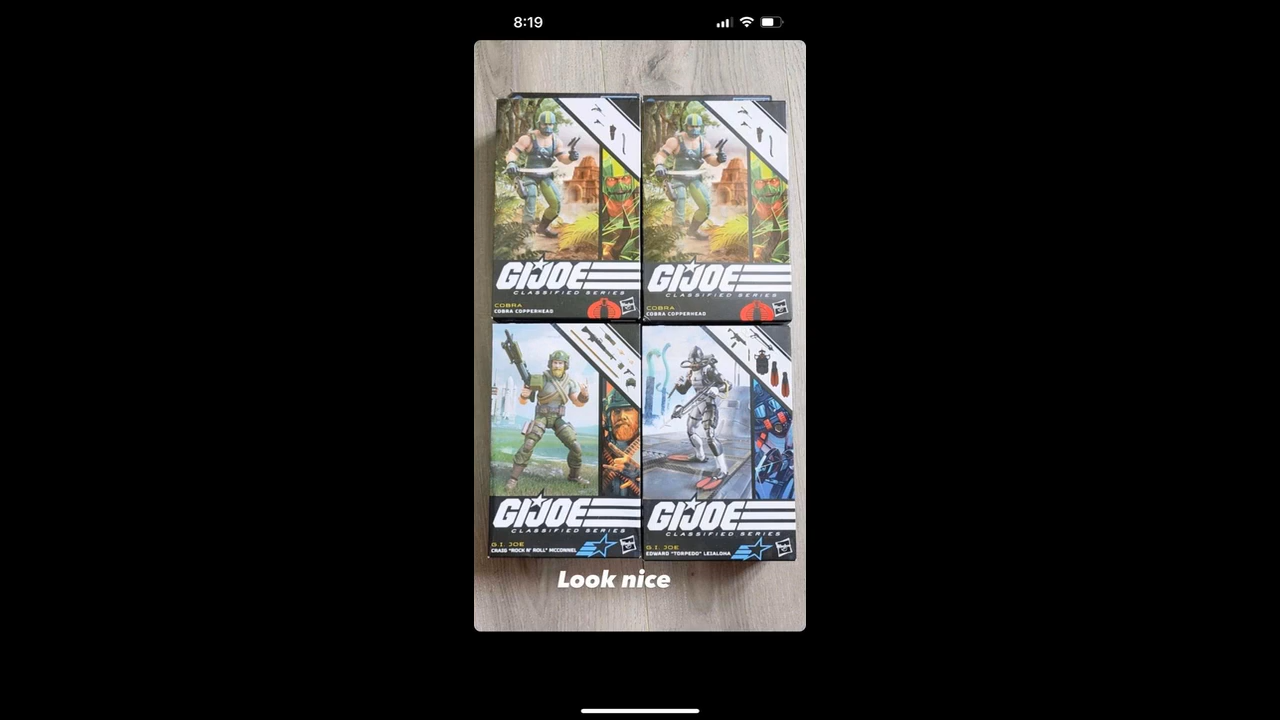 8:19
GIJOE
CLASSIFIED SERIES
COBRA
COBRA COPPERHEAD
GIJOE
CLASSIFIED SERIES
COBRA
COBRA COPPERHEAD
GIJOE
CLASSIFIED SERIES
G.I. JOE
CRAIG "ROCK N' ROLL" MCCONNEL
GIJOE
CLASSIFIED SERIES
G.I. JOE
EDWARD "TORPEDO" LEIALOHA
Look nice